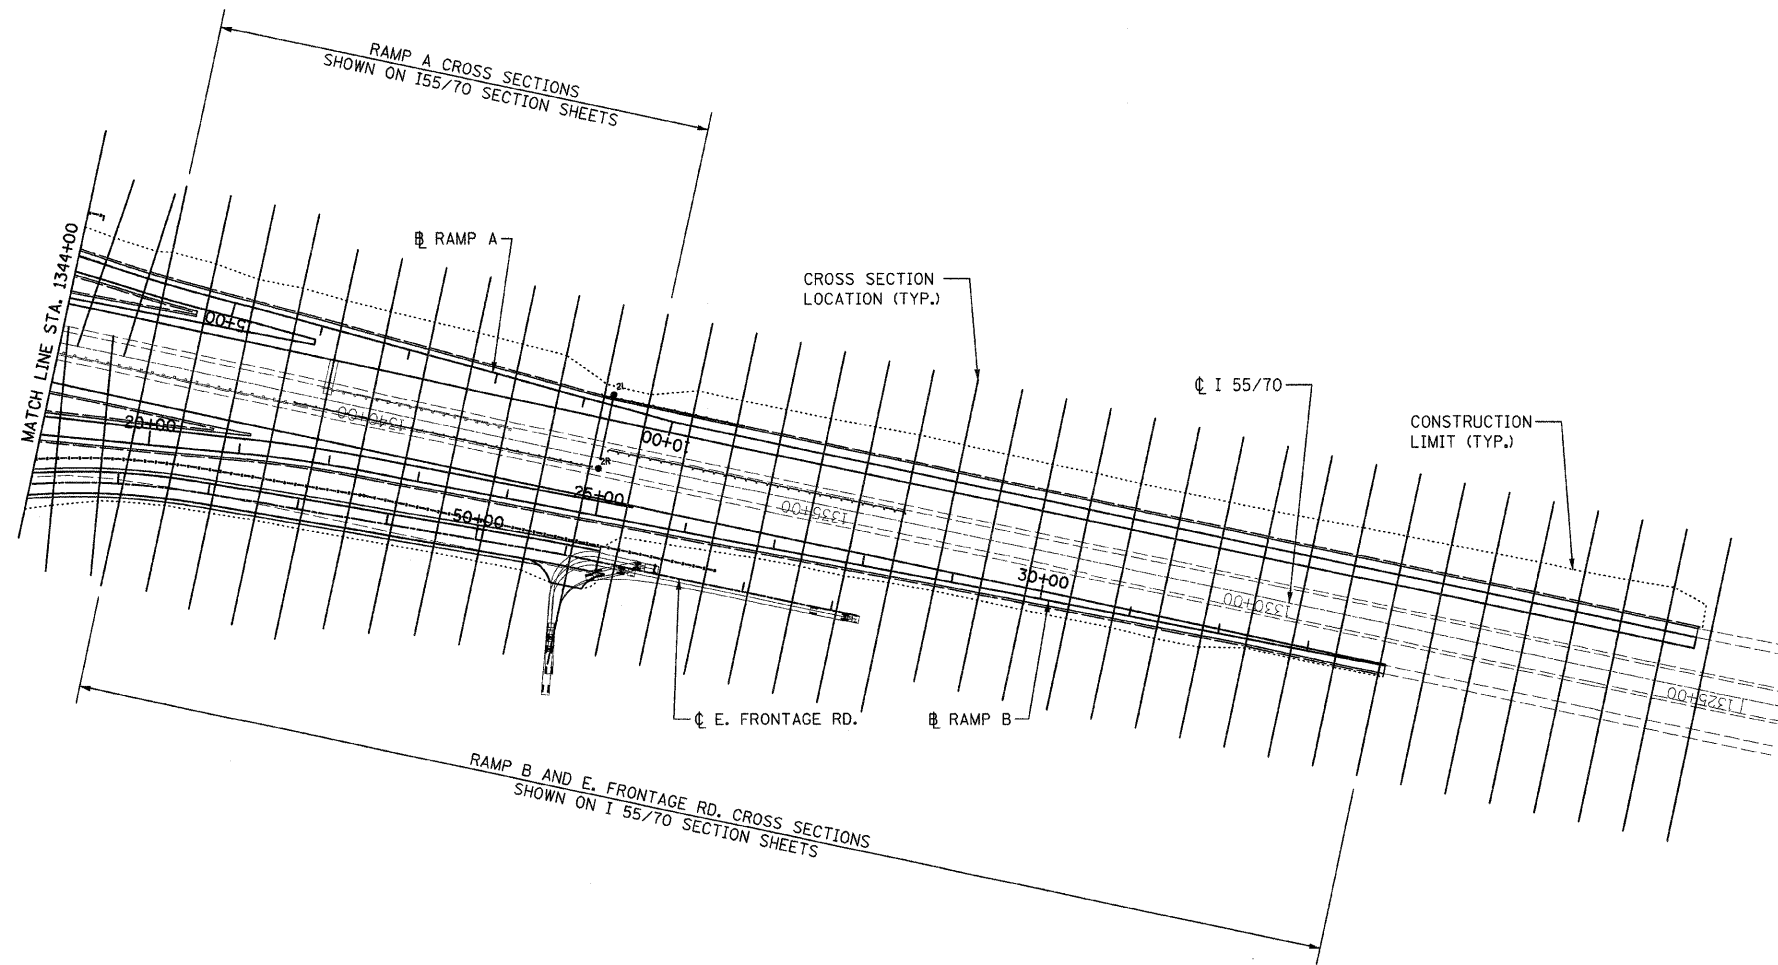 RAMP A CROSS SECTIONS
SHOWN ON I55/70 SECTION SHEETS
MATCH LINE STA. 1344+00
℄ RAMP A
CROSS SECTION
LOCATION (TYP.)
℄ I 55/70
CONSTRUCTION
LIMIT (TYP.)
5+00
2L
20+00
1340+00
10+00
2R
25+00
50+00
1335+00
30+00
1330+00
1325+00
℄ E. FRONTAGE RD.
℄ RAMP B
RAMP B AND E. FRONTAGE RD. CROSS SECTIONS
SHOWN ON I 55/70 SECTION SHEETS